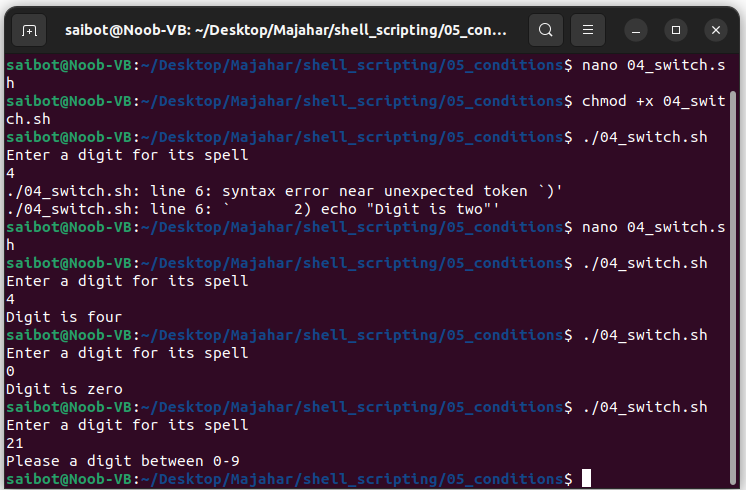 saibot@Noob-VB: ~/Desktop/Majahar/shell_scripting/05_con...
saibot@Noob-VB:~/Desktop/Majahar/shell_scripting/05_conditions$ nano 04_switch.s
h
saibot@Noob-VB:~/Desktop/Majahar/shell_scripting/05_conditions$ chmod +x 04_swit
ch.sh
saibot@Noob-VB:~/Desktop/Majahar/shell_scripting/05_conditions$ ./04_switch.sh
Enter a digit for its spell
4
./04_switch.sh: line 6: syntax error near unexpected token `)'
./04_switch.sh: line 6: `       2) echo "Digit is two"'
saibot@Noob-VB:~/Desktop/Majahar/shell_scripting/05_conditions$ nano 04_switch.s
h
saibot@Noob-VB:~/Desktop/Majahar/shell_scripting/05_conditions$ ./04_switch.sh
Enter a digit for its spell
4
Digit is four
saibot@Noob-VB:~/Desktop/Majahar/shell_scripting/05_conditions$ ./04_switch.sh
Enter a digit for its spell
0
Digit is zero
saibot@Noob-VB:~/Desktop/Majahar/shell_scripting/05_conditions$ ./04_switch.sh
Enter a digit for its spell
21
Please a digit between 0-9
saibot@Noob-VB:~/Desktop/Majahar/shell_scripting/05_conditions$